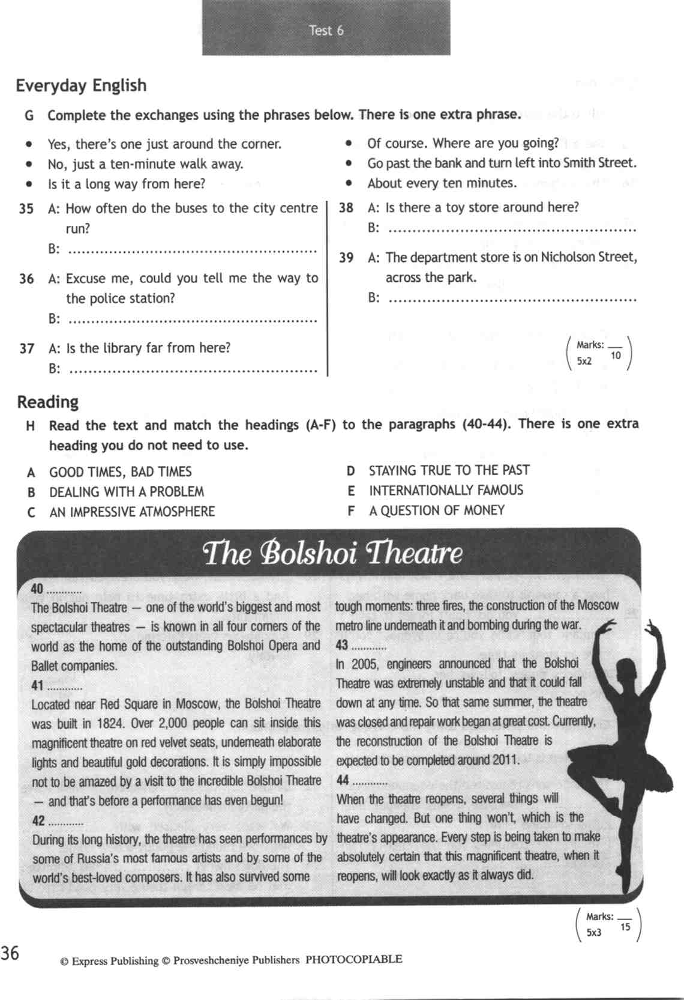 Test 6
Everyday English
G Complete the exchanges using the phrases below. There is one extra phrase.
• Yes, there's one just around the corner.
• No, just a ten-minute walk away.
• Is it a long way from here?
• Of course. Where are you going?
• Go past the bank and turn left into Smith Street.
• About every ten minutes.
35 A: How often do the buses to the city centre
run?
B: ....................................................
36 A: Excuse me, could you tell me the way to
the police station?
B: ....................................................
37 A: Is the library far from here?
B: ....................................................
38 A: Is there a toy store around here?
B: ....................................................
39 A: The department store is on Nicholson Street,
across the park.
B: ....................................................
(Marks: __
5x2 10)
Reading
H Read the text and match the headings (A-F) to the paragraphs (40-44). There is one extra
heading you do not need to use.
A GOOD TIMES, BAD TIMES
B DEALING WITH A PROBLEM
C AN IMPRESSIVE ATMOSPHERE
D STAYING TRUE TO THE PAST
E INTERNATIONALLY FAMOUS
F A QUESTION OF MONEY
The Bolshoi Theatre
40 ............
The Bolshoi Theatre — one of the world's biggest and most
spectacular theatres — is known in all four corners of the
world as the home of the outstanding Bolshoi Opera and
Ballet companies.
41 ............
Located near Red Square in Moscow, the Bolshoi Theatre
was built in 1824. Over 2,000 people can sit inside this
magnificent theatre on red velvet seats, underneath elaborate
lights and beautiful gold decorations. It is simply impossible
not to be amazed by a visit to the incredible Bolshoi Theatre
— and that's before a performance has even begun!
42 ............
During its long history, the theatre has seen performances by
some of Russia's most famous artists and by some of the
world's best-loved composers. It has also survived some
tough moments: three fires, the construction of the Moscow
metro line underneath it and bombing during the war.
43 ............
In 2005, engineers announced that the Bolshoi
Theatre was extremely unstable and that it could fall
down at any time. So that same summer, the theatre
was closed and repair work began at great cost. Currently,
the reconstruction of the Bolshoi Theatre is
expected to be completed around 2011.
44 ............
When the theatre reopens, several things will
have changed. But one thing won't, which is the
theatre's appearance. Every step is being taken to make
absolutely certain that this magnificent theatre, when it
reopens, will look exactly as it always did.
(Marks: __
5x3 15)
36
© Express Publishing © Prosveshcheniye Publishers PHOTOCOPIABLE